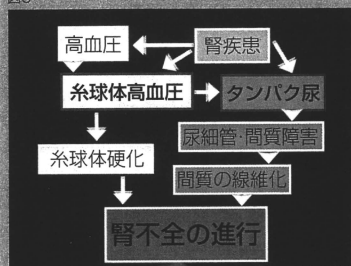 高血圧
腎疾患
糸球体高血圧
タンパク尿
尿細管・間質障害
糸球体硬化
間質の線維化
腎不全の進行